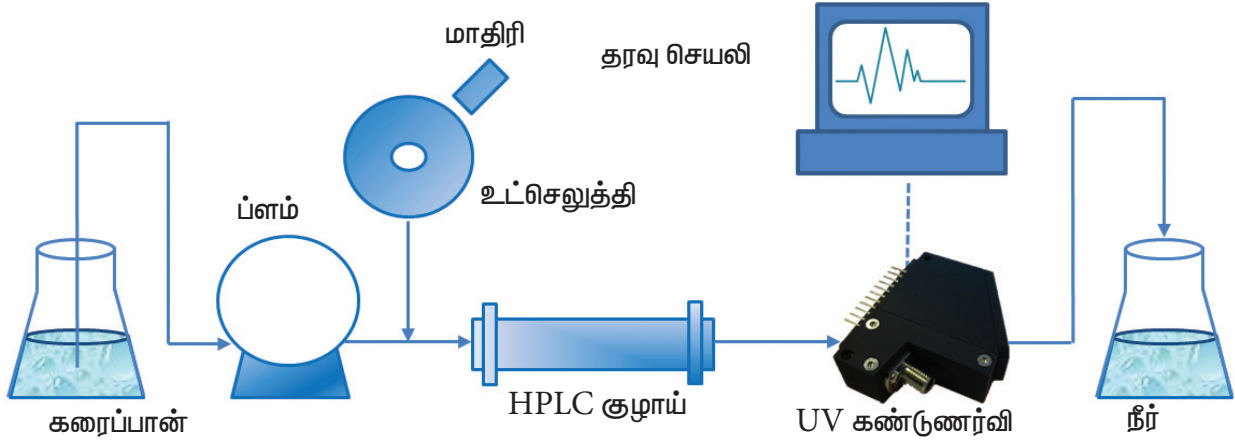 மாதிரி
தரவு செயலி
ப்ளம்
உட்செலுத்தி
கரைப்பான்
HPLC குழாய்
UV கண்டுணர்வி
நீர்